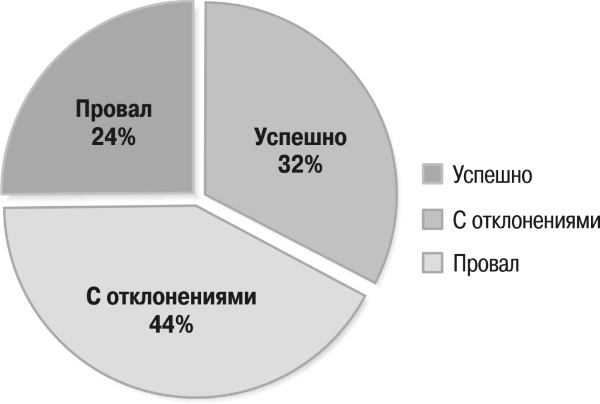 Провал
24%
Успешно
32%
С отклонениями
44%
Успешно
С отклонениями
Провал